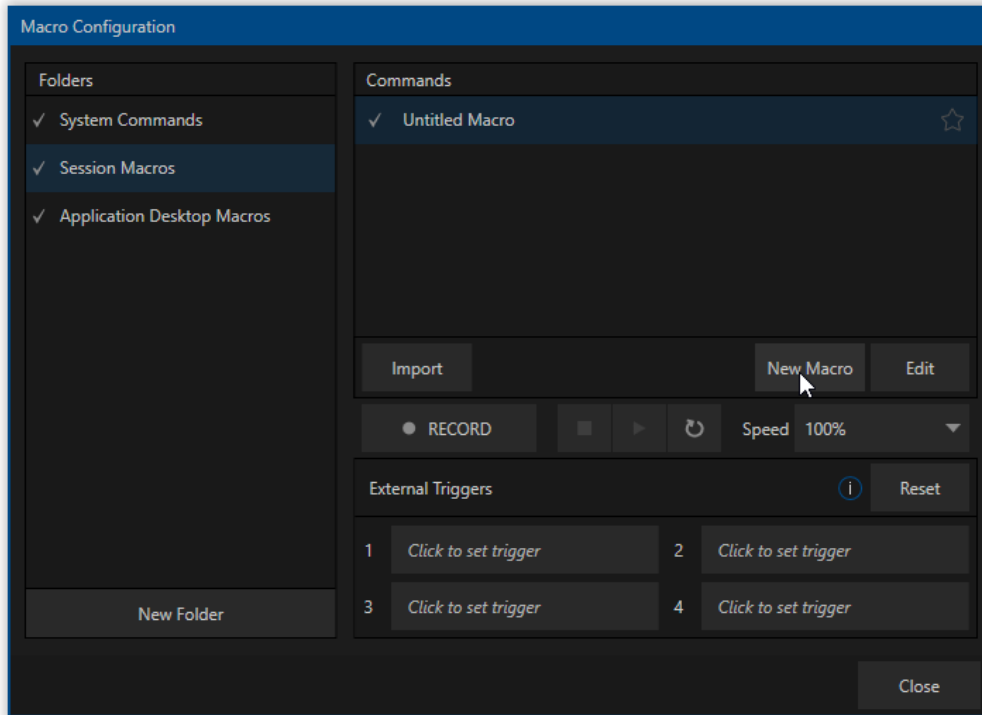 Macro Configuration
Folders
System Commands
Session Macros
Application Desktop Macros
New Folder
Commands
Untitled Macro
Import
New Macro
Edit
RECORD
Speed 100%
External Triggers
i
Reset
1 Click to set trigger
2 Click to set trigger
3 Click to set trigger
4 Click to set trigger
Close